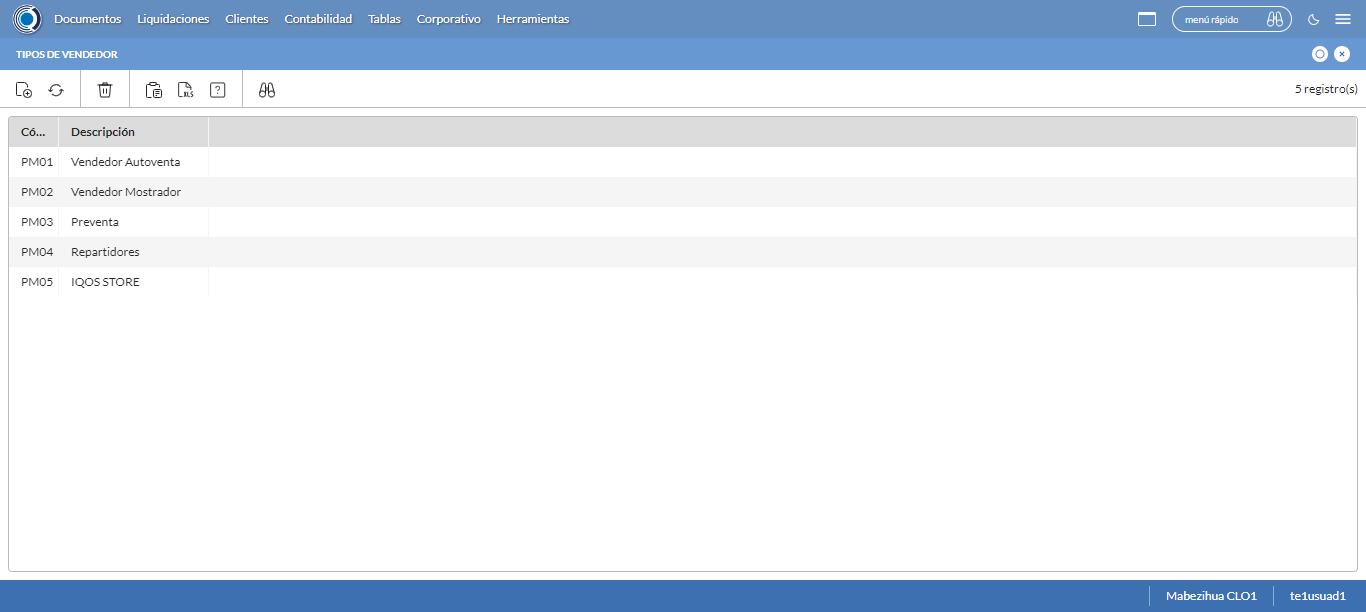 Documentos Liquidaciones Clientes Contabilidad Tablas Corporativo Herramientas menú rápido
TIPOS DE VENDEDOR
XLS ? 5 registro(s)
Có... Descripción
PM01 Vendedor Autoventa
PM02 Vendedor Mostrador
PM03 Preventa
PM04 Repartidores
PM05 IQOS STORE
Mabezihua CLO1 te1usuad1